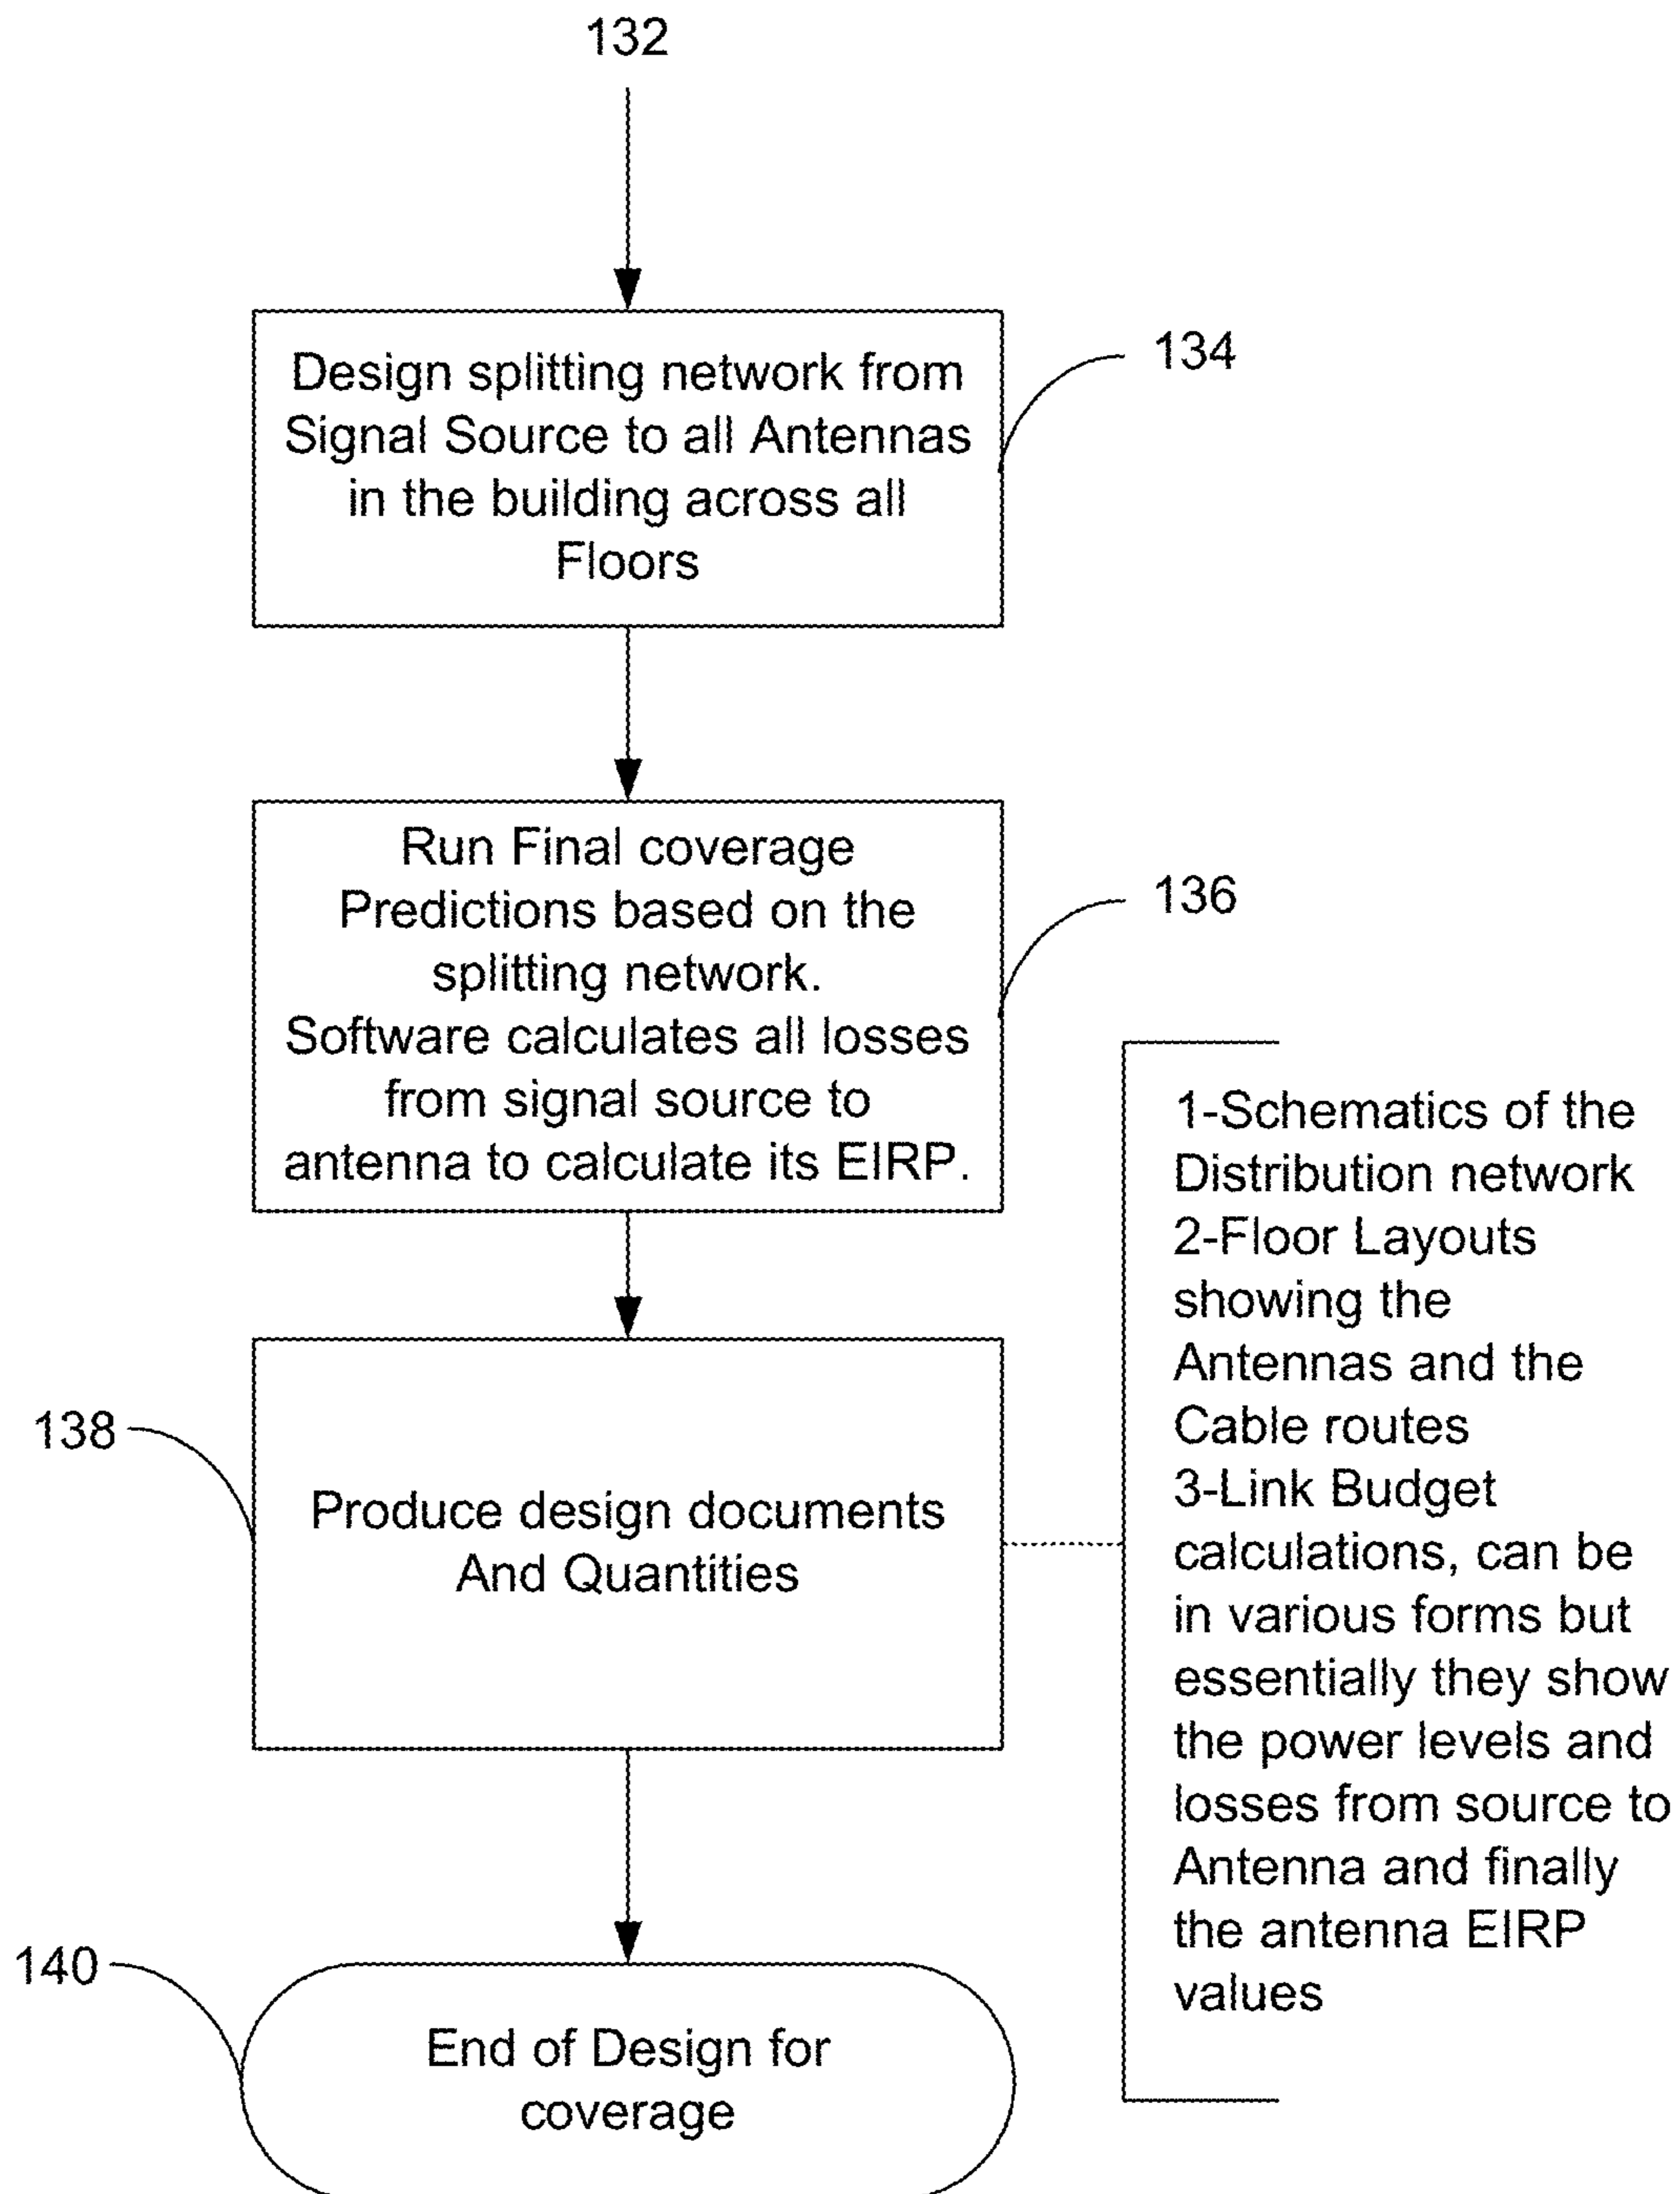 132
Design splitting network from
Signal Source to all Antennas
in the building across all
Floors
134
Run Final coverage
Predictions based on the
splitting network.
Software calculates all losses
from signal source to
antenna to calculate its EIRP.
136
Produce design documents
And Quantities
138
1-Schematics of the
Distribution network
2-Floor Layouts
showing the
Antennas and the
Cable routes
3-Link Budget
calculations, can be
in various forms but
essentially they show
the power levels and
losses from source to
Antenna and finally
the antenna EIRP
values
140
End of Design for
coverage